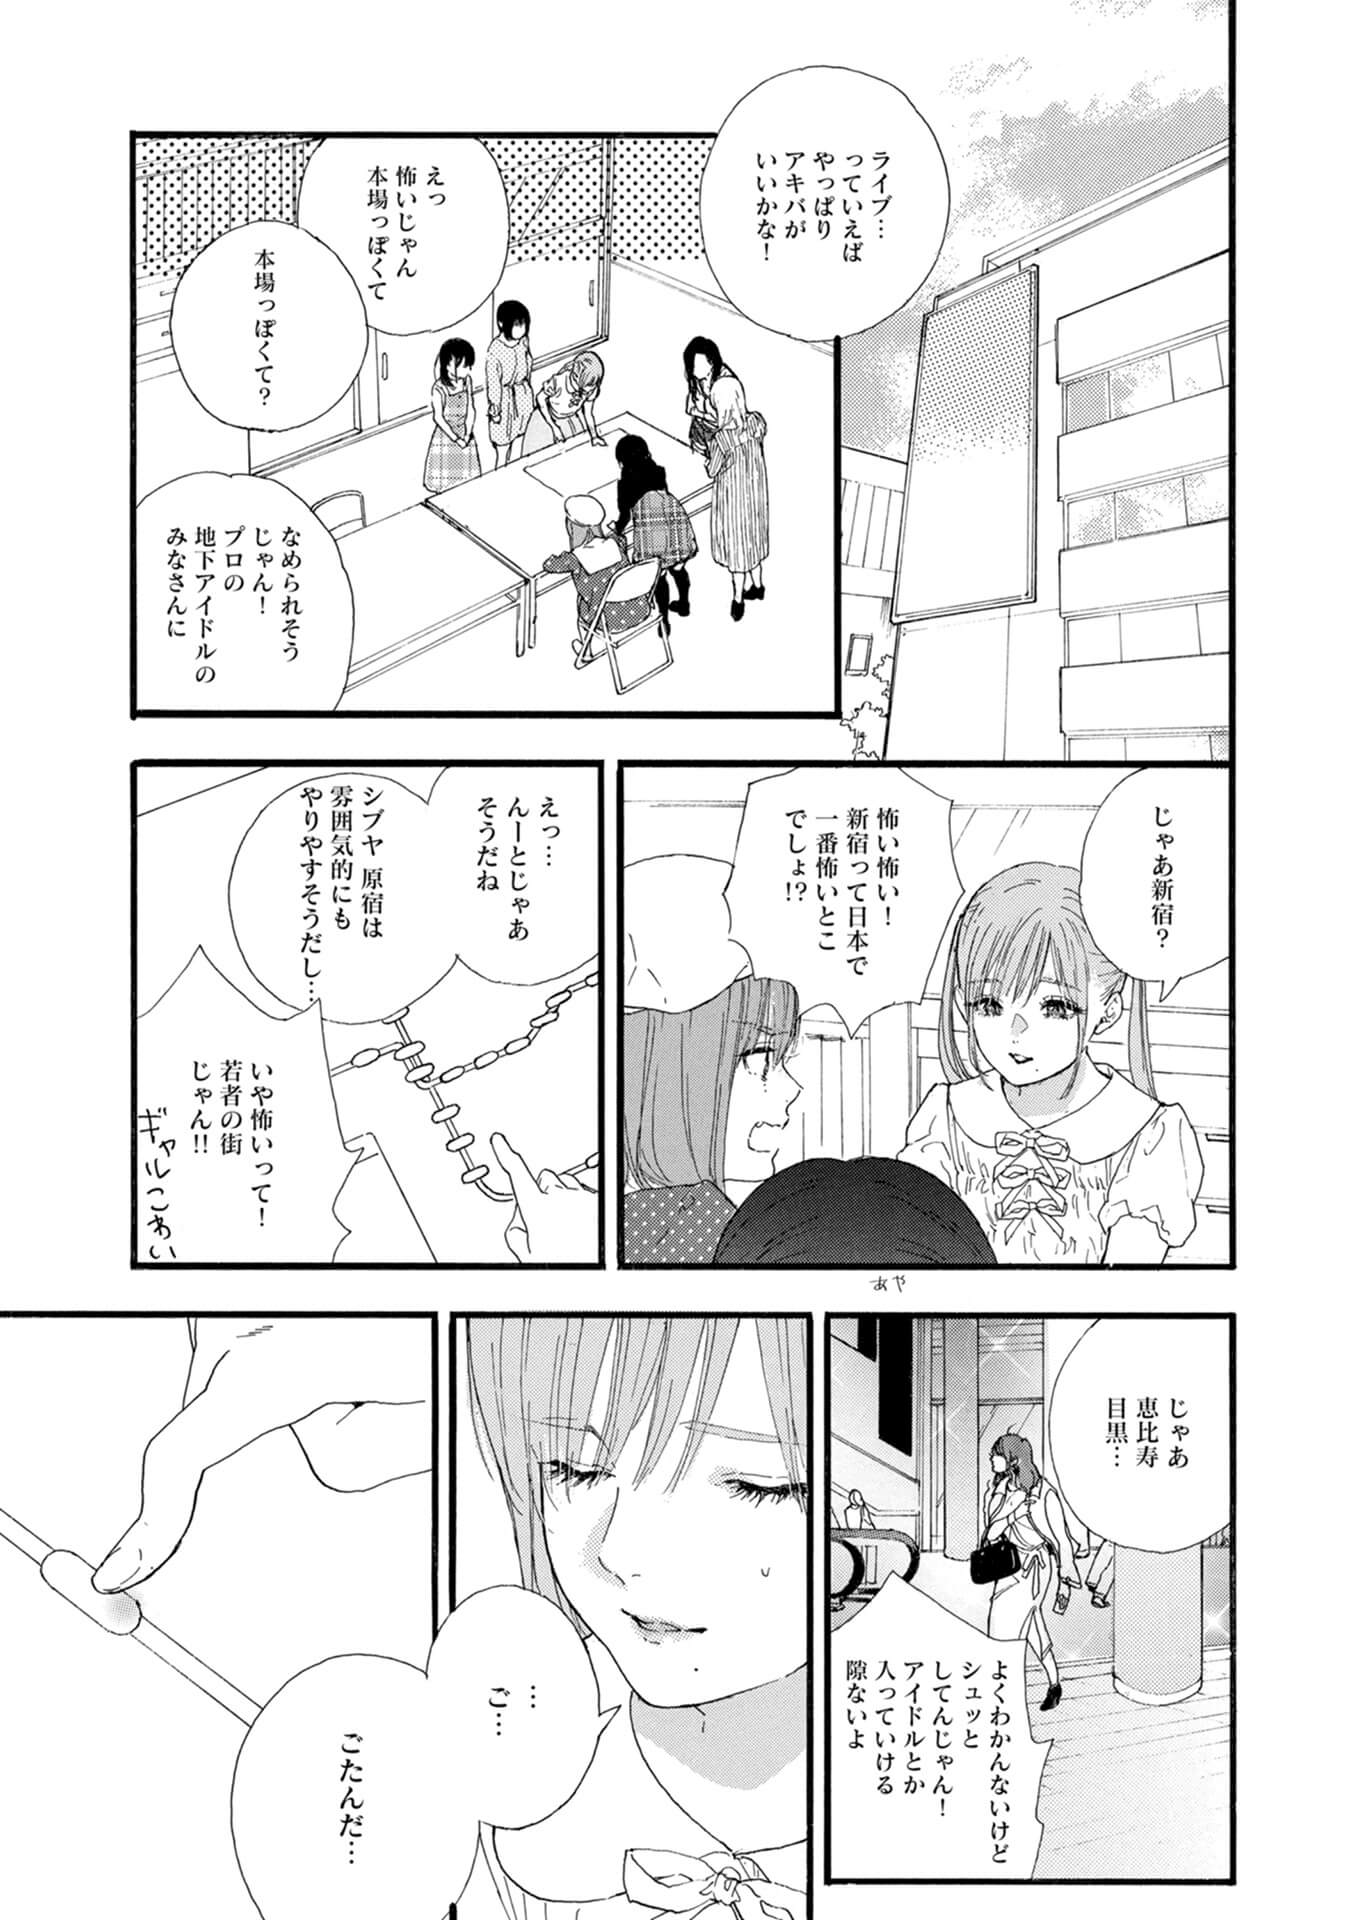 ライブ…
っていえば
やっぱり
アキバが
いいかな！
えっ
怖いじゃん
本場っぽくて
本場っぽくて？
なめられそう
じゃん！
プロの
地下アイドルの
みなさんに
じゃあ新宿？
怖い怖い！
新宿って日本で
一番怖いとこ
でしょ!?
あや
えっ…
んーとじゃあ
そうだね
シブヤ 原宿は
雰囲気的にも
やりやすそうだし…
いや怖いって！
若者の街
じゃん!!
ギャルこわい
じゃあ
恵比寿
目黒…
よくわかんないけど
シュッと
してんじゃん！
アイドルとか
入っていける
隙ないよ
…
ご…
ごたんだ…